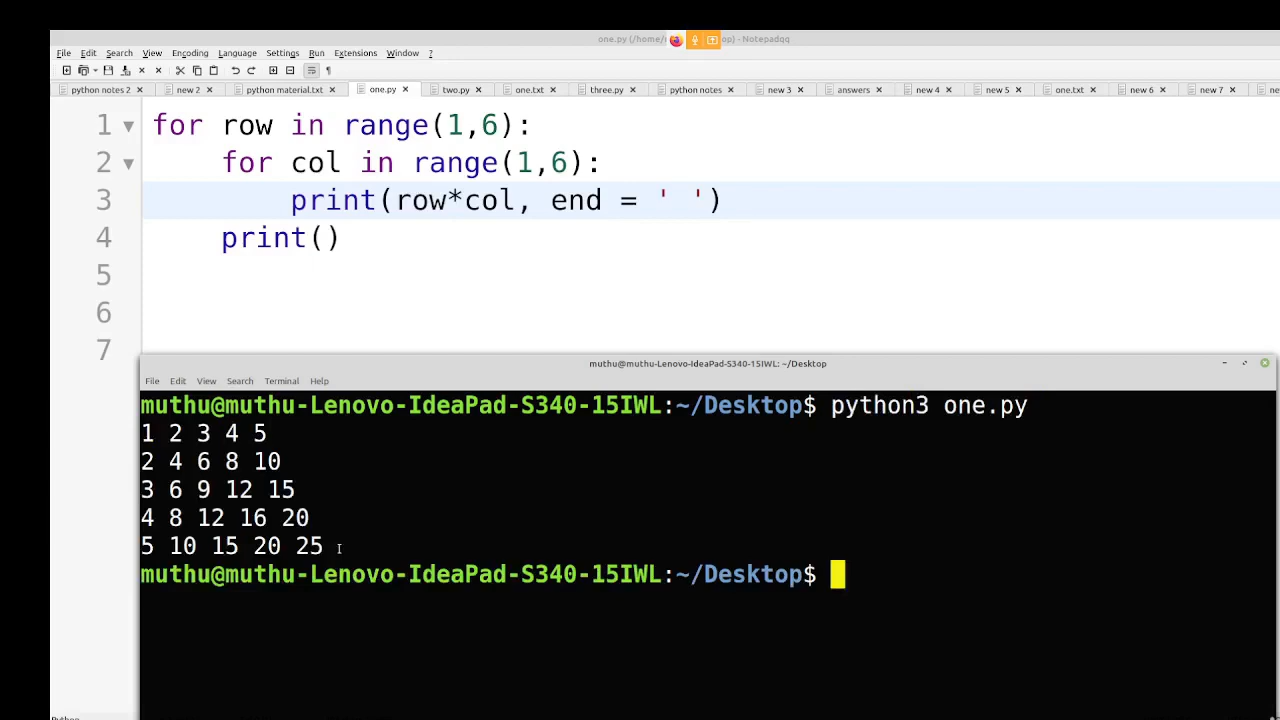 one.py (/home/ op) - Notepadqq
File Edit Search View Encoding Language Settings Run Extensions Window ?
python notes 2 new 2 python material.txt one.py two.py one.txt three.py python notes new 3 answers new 4 new 5 one.txt new 6 new 7
1 for row in range(1,6):
2 for col in range(1,6):
3 print(row*col, end = ' ')
4 print()
5
6
7
muthu@muthu-Lenovo-IdeaPad-S340-15IWL: ~/Desktop
File Edit View Search Terminal Help
muthu@muthu-Lenovo-IdeaPad-S340-15IWL:~/Desktop$ python3 one.py
1 2 3 4 5
2 4 6 8 10
3 6 9 12 15
4 8 12 16 20
5 10 15 20 25
muthu@muthu-Lenovo-IdeaPad-S340-15IWL:~/Desktop$
Python